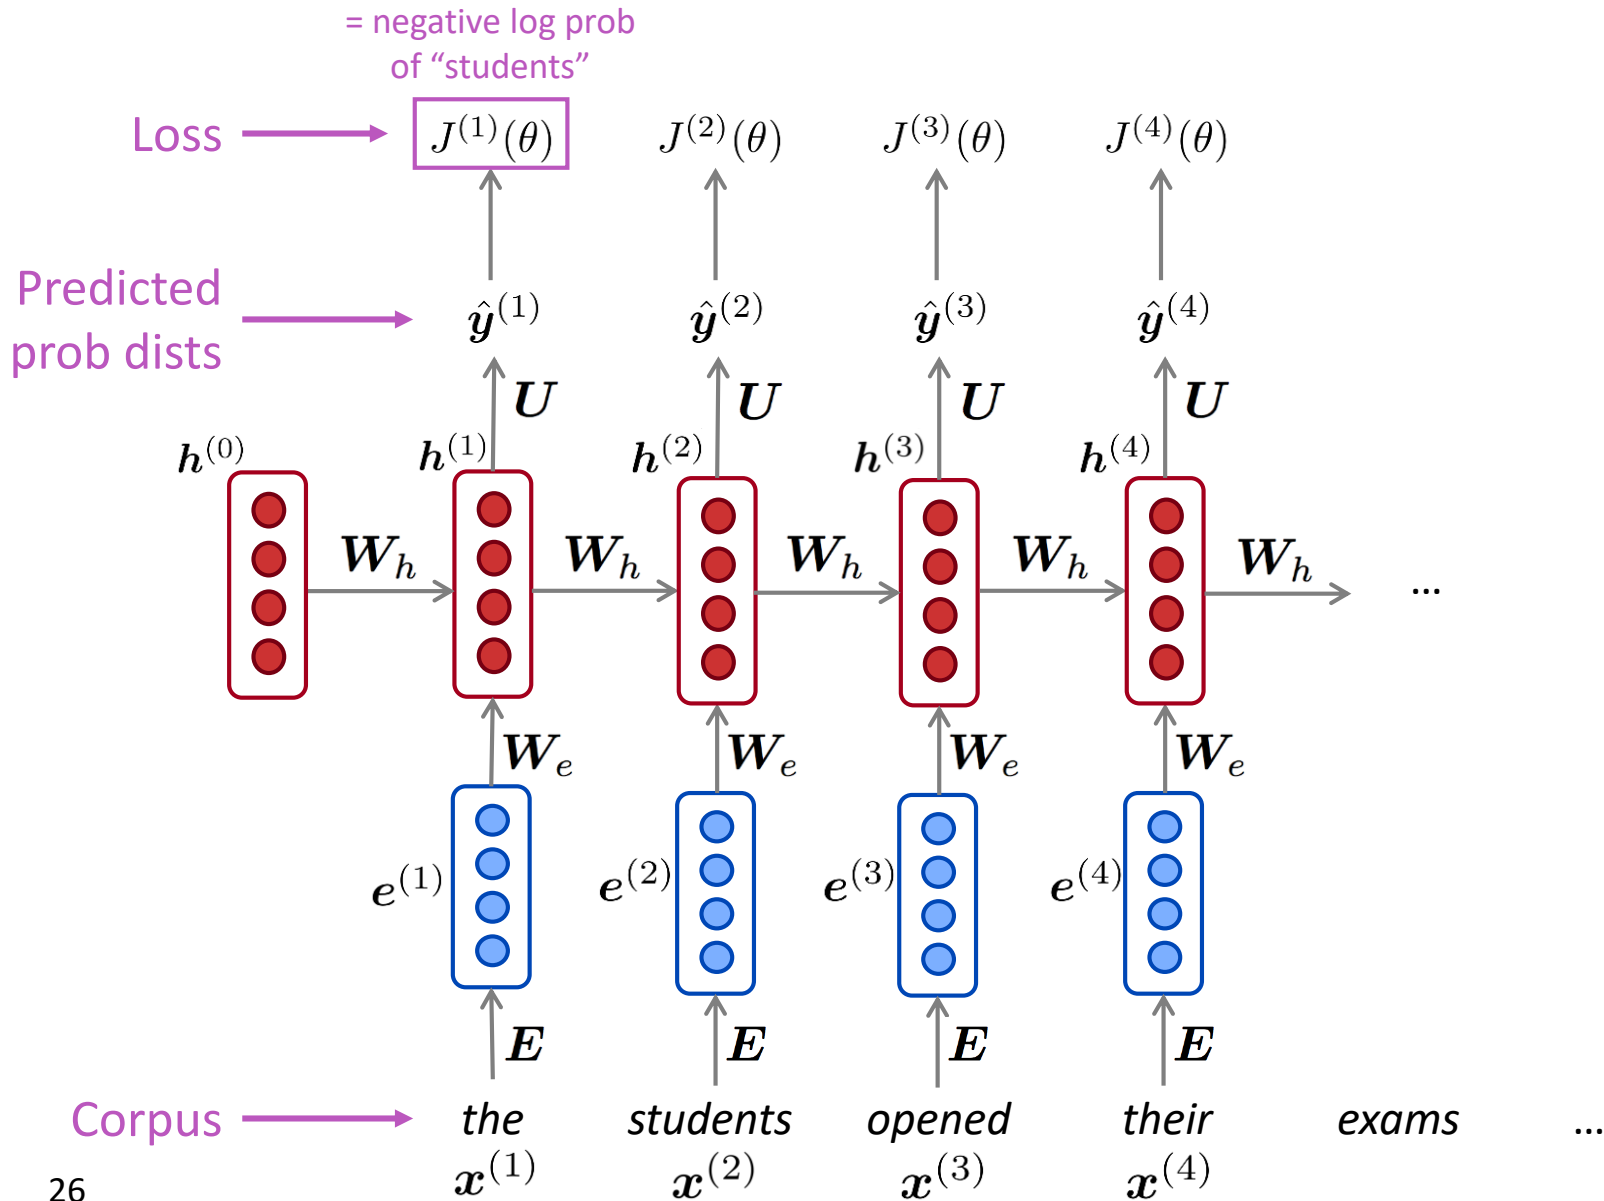 = negative log prob
of “students”
Loss
J^{(1)}(θ) J^{(2)}(θ) J^{(3)}(θ) J^{(4)}(θ)
Predicted
prob dists
ŷ^{(1)} ŷ^{(2)} ŷ^{(3)} ŷ^{(4)}
U U U U
h^{(0)} h^{(1)} h^{(2)} h^{(3)} h^{(4)}
W_h W_h W_h W_h W_h
...
W_e W_e W_e W_e
e^{(1)} e^{(2)} e^{(3)} e^{(4)}
E E E E
Corpus the students opened their exams ...
x^{(1)} x^{(2)} x^{(3)} x^{(4)}
26